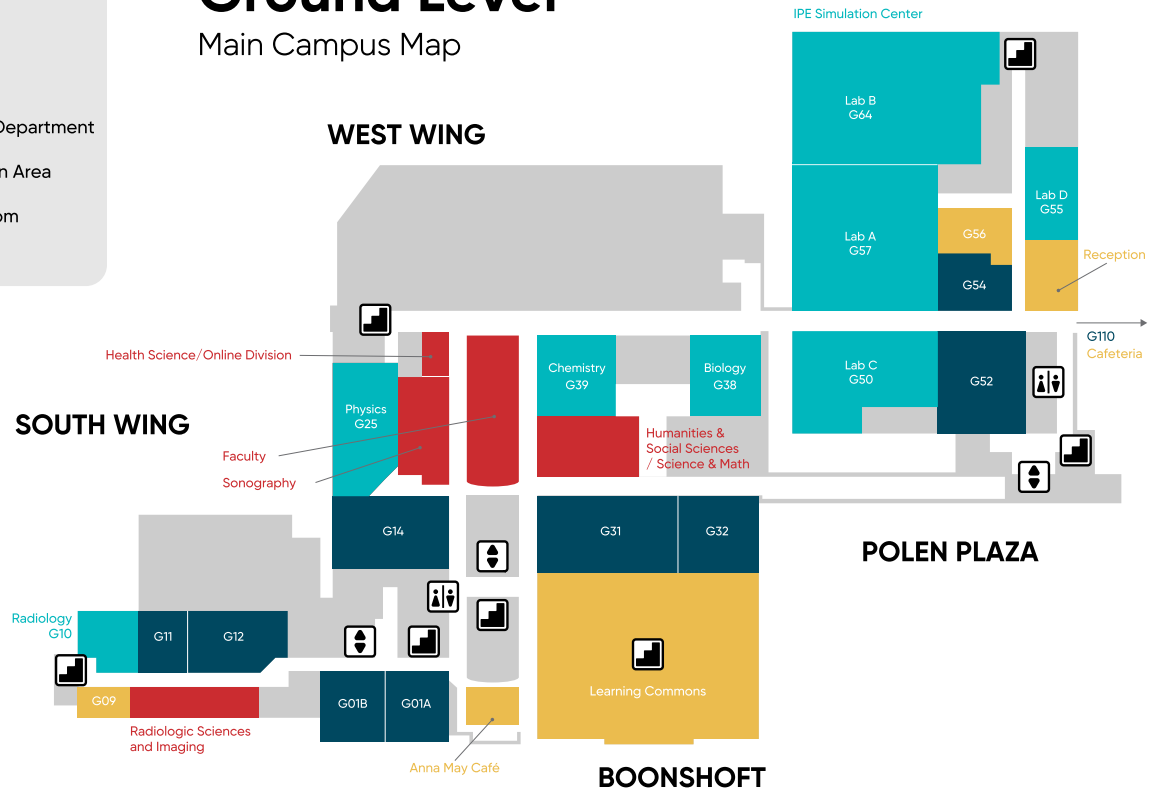 Ground Level
Main Campus Map
IPE Simulation Center
Department
n Area
om
WEST WING
Lab B
G64
Lab D
G55
Lab A
G57
G56
G54
Reception
G110
Cafeteria
Health Science/Online Division
Chemistry
G39
Biology
G38
Lab C
G50
G52
SOUTH WING
Physics
G25
Faculty
Sonography
Humanities &
Social Sciences
/ Science & Math
G14
G31
G32
POLEN PLAZA
Radiology
G10
G11
G12
G09
Radiologic Sciences
and Imaging
G01B
G01A
Learning Commons
Anna May Café
BOONSHOFT